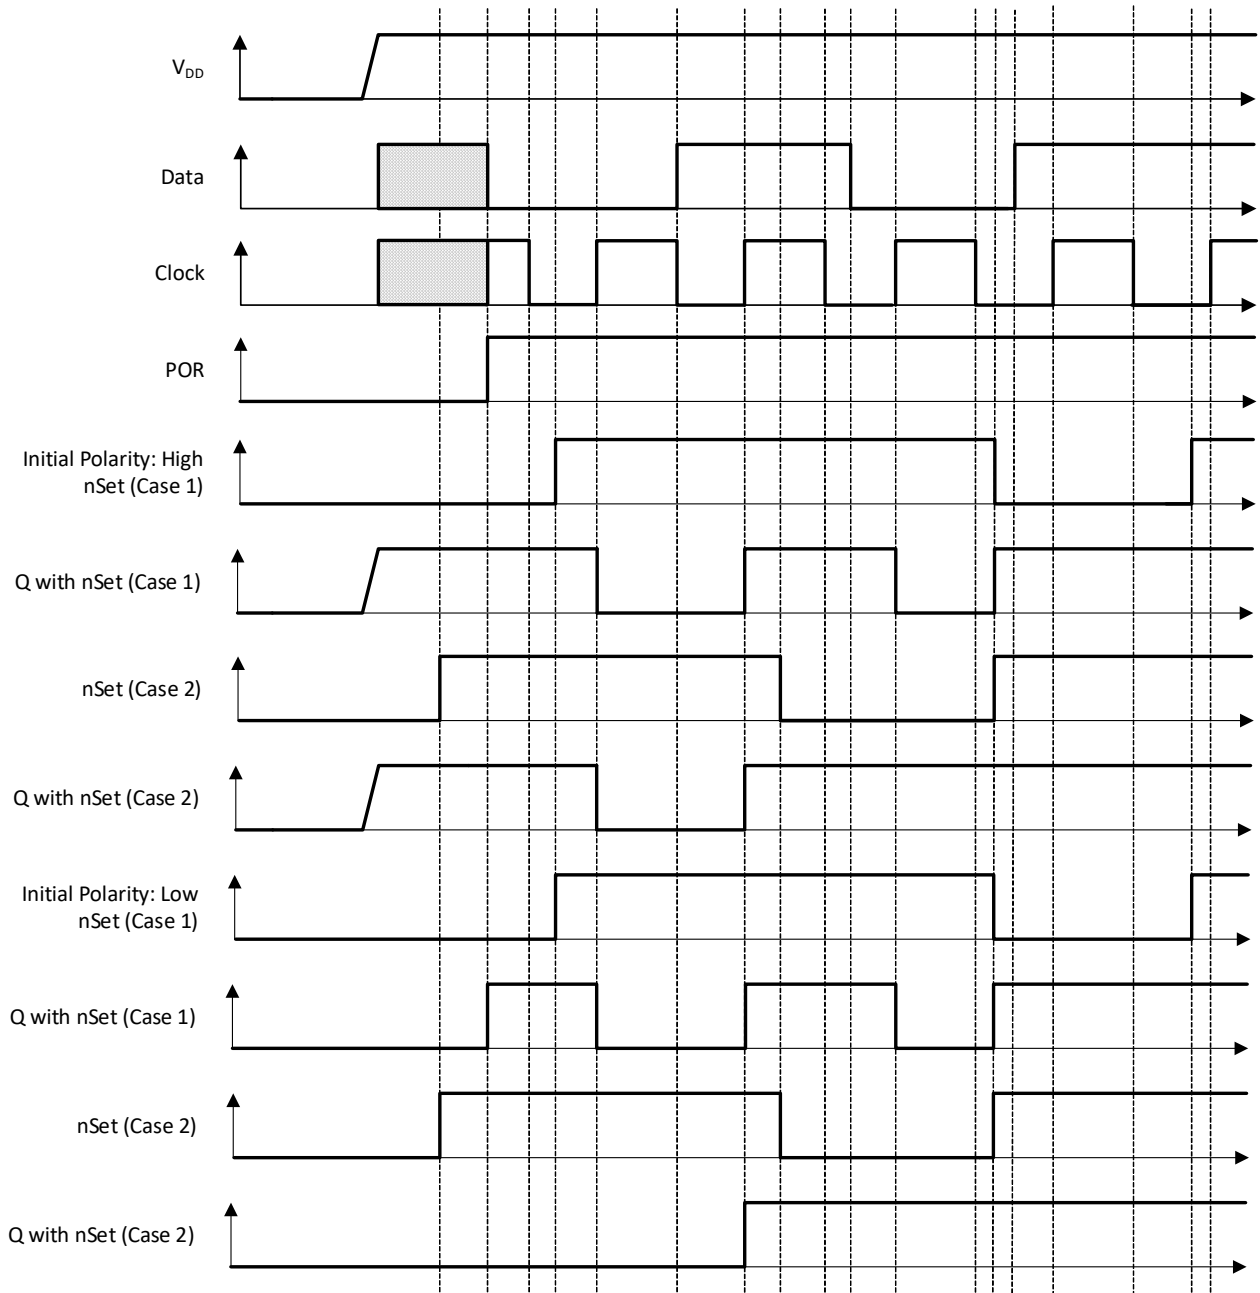 VDD
Data
Clock
POR
Initial Polarity: High
nSet (Case 1)
Q with nSet (Case 1)
nSet (Case 2)
Q with nSet (Case 2)
Initial Polarity: Low
nSet (Case 1)
Q with nSet (Case 1)
nSet (Case 2)
Q with nSet (Case 2)